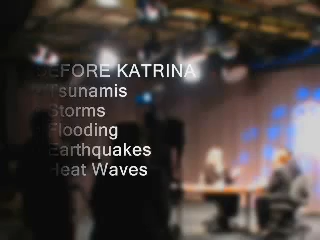 BEFORE KATRINA
Tsunamis
Storms
Flooding
Earthquakes
Heat Waves